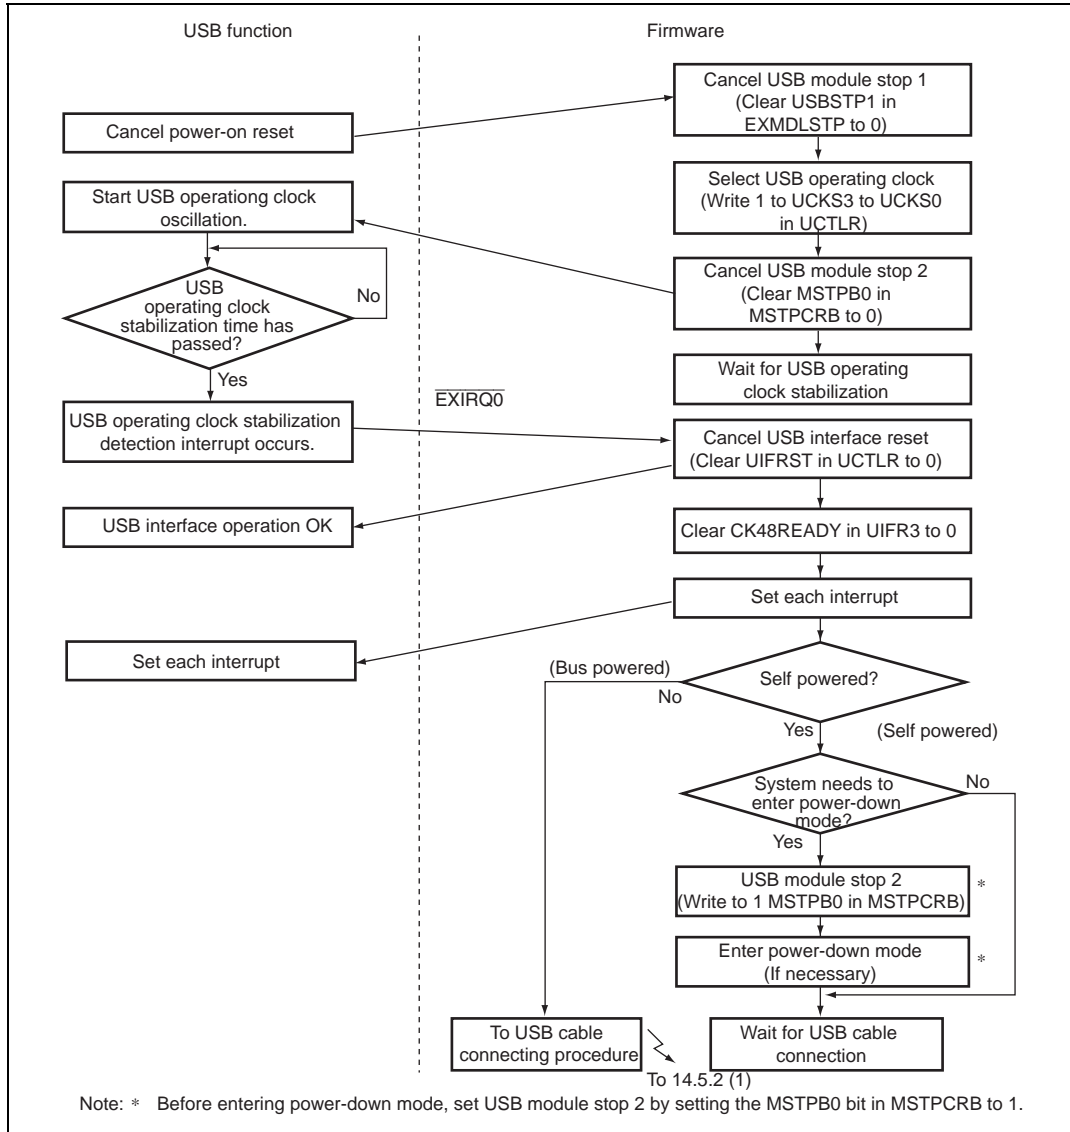 USB function
Firmware
Cancel USB module stop 1
(Clear USBSTP1 in
EXMDLSTP to 0)
Cancel power-on reset
Select USB operating clock
(Write 1 to UCKS3 to UCKS0
in UCTLR)
Start USB operationg clock
oscillation.
Cancel USB module stop 2
(Clear MSTPB0 in
MSTPCRB to 0)
USB
operating clock
stabilization time has
passed?
No
Yes
Wait for USB operating
clock stabilization
USB operating clock stabilization
detection interrupt occurs.
EXIRQ0
Cancel USB interface reset
(Clear UIFRST in UCTLR to 0)
USB interface operation OK
Clear CK48READY in UIFR3 to 0
Set each interrupt
Set each interrupt
(Bus powered)
No
Self powered?
Yes
(Self powered)
System needs to
enter power-down
mode?
No
Yes
USB module stop 2
(Write to 1 MSTPB0 in MSTPCRB)
*
Enter power-down mode
(If necessary)
*
To USB cable
connecting procedure
Wait for USB cable
connection
To 14.5.2 (1)
Note: * Before entering power-down mode, set USB module stop 2 by setting the MSTPB0 bit in MSTPCRB to 1.